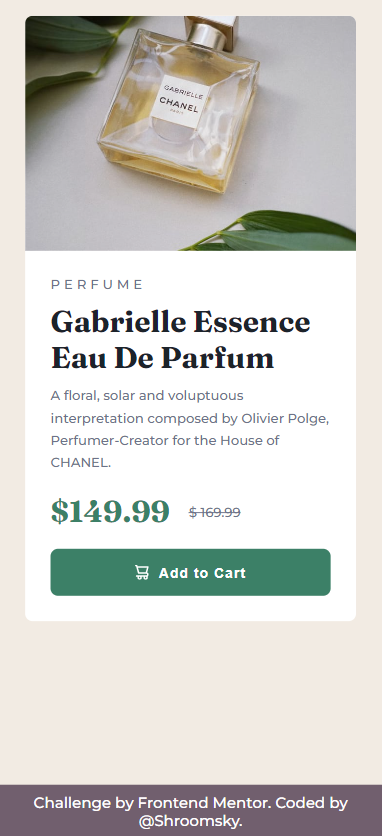 GABRIELLE
CHANEL
PARIS
PERFUME
Gabrielle Essence
Eau De Parfum
A floral, solar and voluptuous
interpretation composed by Olivier Polge,
Perfumer-Creator for the House of
CHANEL.
$149.99 $169.99
Add to Cart
Challenge by Frontend Mentor. Coded by
@Shroomsky.